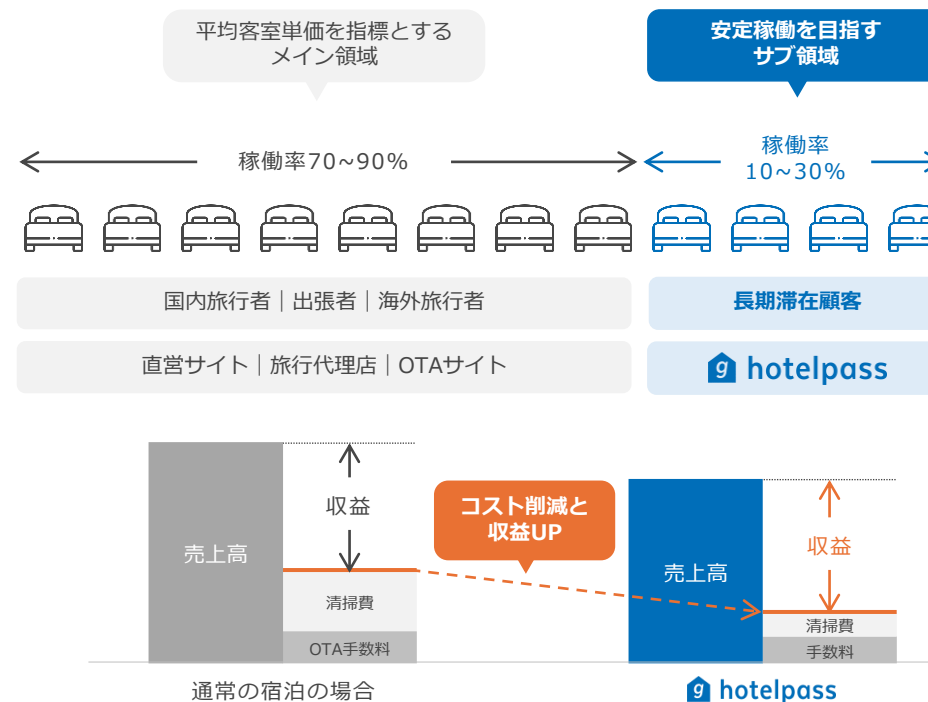 平均客室単価を指標とする
メイン領域
安定稼働を目指す
サブ領域
稼働率70~90%
稼働率
10~30%
国内旅行者｜出張者｜海外旅行者
長期滞在顧客
直営サイト｜旅行代理店｜OTAサイト
g hotelpass
収益
売上高
清掃費
OTA手数料
コスト削減と
収益UP
収益
売上高
清掃費
手数料
通常の宿泊の場合
g hotelpass